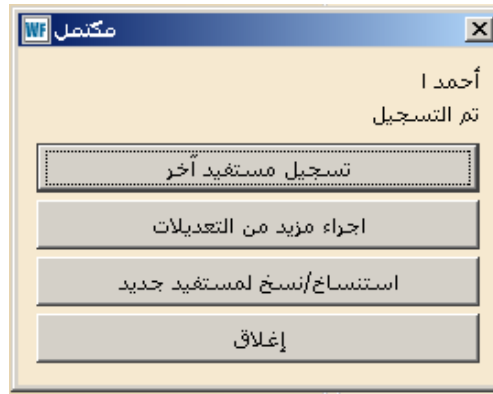 مكتمل WF
أحمد ا
تم التسجيل
تسجيل مستفيد آخر
اجراء مزيد من التعديلات
استنساخ/نسخ لمستفيد جديد
إغلاق